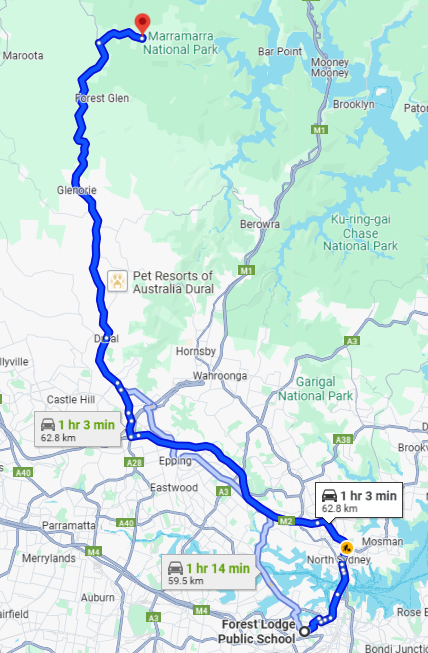 Marramarra
National Park
Maroota
Bar Point
Mooney
Mooney
Brooklyn
Forest Glen
M1
Glenorie
Ku-ring-gai
Chase
National Park
Berowra
M1
Pet Resorts of
Australia Dural
Dural
A3
Hornsby
Wahroonga
Garigal
National Park
Castle Hill
1 hr 3 min
62.8 km
A38
A28
Epping
A40
Eastwood
A3
1 hr 3 min
62.8 km
Parramatta
A40
M2
Mosman
M4
Merrylands
North Sydney
1 hr 14 min
59.5 km
Auburn
M4
A3
Forest Lodge
Public School
Rose B
Bondi Junction